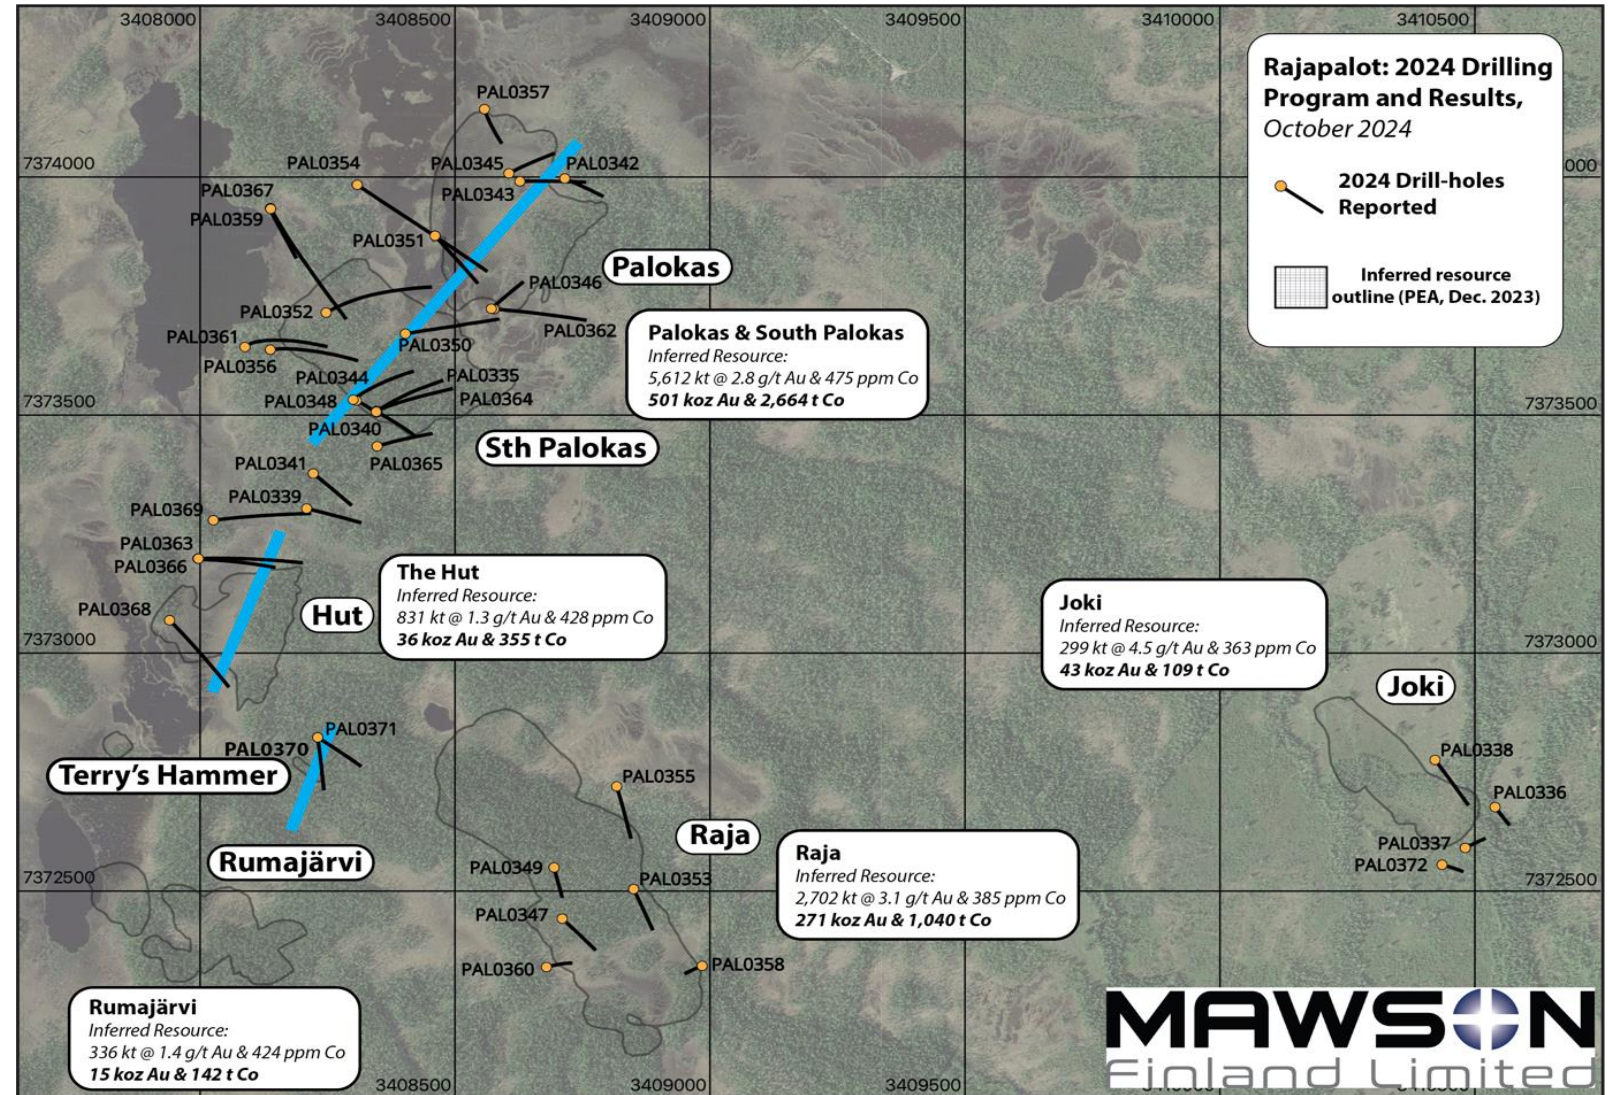 3408000
3408500
3409000
3409500
3410000
3410500
Rajapalot: 2024 Drilling
Program and Results,
October 2024
2024 Drill-holes
Reported
Inferred resource
outline (PEA, Dec. 2023)
PAL0357
7374000
000
PAL0354
PAL0345
PAL0342
PAL0367
PAL0343
PAL0359
PAL0351
Palokas
PAL0346
PAL0352
PAL0362
PAL0361
PAL0350
PAL0356
Palokas & South Palokas
Inferred Resource:
5,612 kt @ 2.8 g/t Au & 475 ppm Co
501 koz Au & 2,664 t Co
PAL0344
PAL0335
PAL0348
PAL0364
7373500
7373500
PAL0340
Sth Palokas
PAL0341
PAL0365
PAL0339
PAL0369
PAL0363
PAL0366
The Hut
Inferred Resource:
831 kt @ 1.3 g/t Au & 428 ppm Co
36 koz Au & 355 t Co
PAL0368
Hut
7373000
7373000
Joki
Inferred Resource:
299 kt @ 4.5 g/t Au & 363 ppm Co
43 koz Au & 109 t Co
Joki
PAL0371
PAL0370
Terry's Hammer
PAL0338
PAL0355
PAL0336
Raja
PAL0337
PAL0372
Rumajärvi
PAL0349
PAL0353
7372500
7372500
Raja
Inferred Resource:
2,702 kt @ 3.1 g/t Au & 385 ppm Co
271 koz Au & 1,040 t Co
PAL0347
PAL0360
PAL0358
Rumajärvi
Inferred Resource:
336 kt @ 1.4 g/t Au & 424 ppm Co
15 koz Au & 142 t Co
MAWSON
Finland Limited
3408500
3409000
3409500